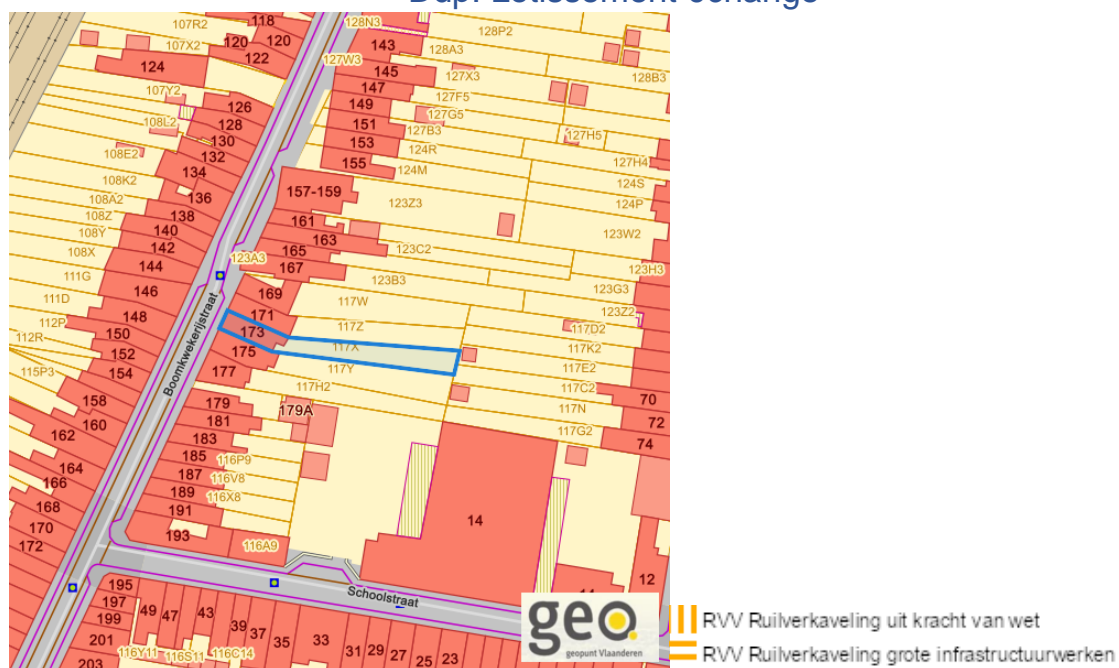 Dup. Lotissement-échange
118
107R2
120
120
128N3
128P2
107X2
122
127W3
143
128A3
124
145
127X3
128B3
107Y2
147
127F5
126
149
127G5
108L2
128
151
127B3
127H5
130
153
124R
108E2
132
155
124M
127H4
134
108K2
157-159
124S
108A2
136
123Z3
124P
108Z
138
161
108Y
140
163
123W2
142
165
123C2
108X
123A3
144
167
123B3
123H3
111G
146
169
123G3
111D
117W
148
171
123Z2
112P
117Z
117D2
150
173
112R
117X
117K2
152
175
117Y
117E2
115P3
154
177
117H2
117C2
158
70
179
179A
117N
160
181
72
162
183
117G2
74
185
116P9
164
187
116V8
166
189
116X8
168
191
14
170
193
116A9
172
12
Boomkwekerijstraat
Schoolstraat
195
197
49
47
43
199
39
37
35
33
201
31
29
27
25
23
116Y11
116S11
116C14
203
geo
geopunt Vlaanderen
RVV Ruilverkaveling uit kracht van wet
RVV Ruilverkaveling grote infrastructuurwerken